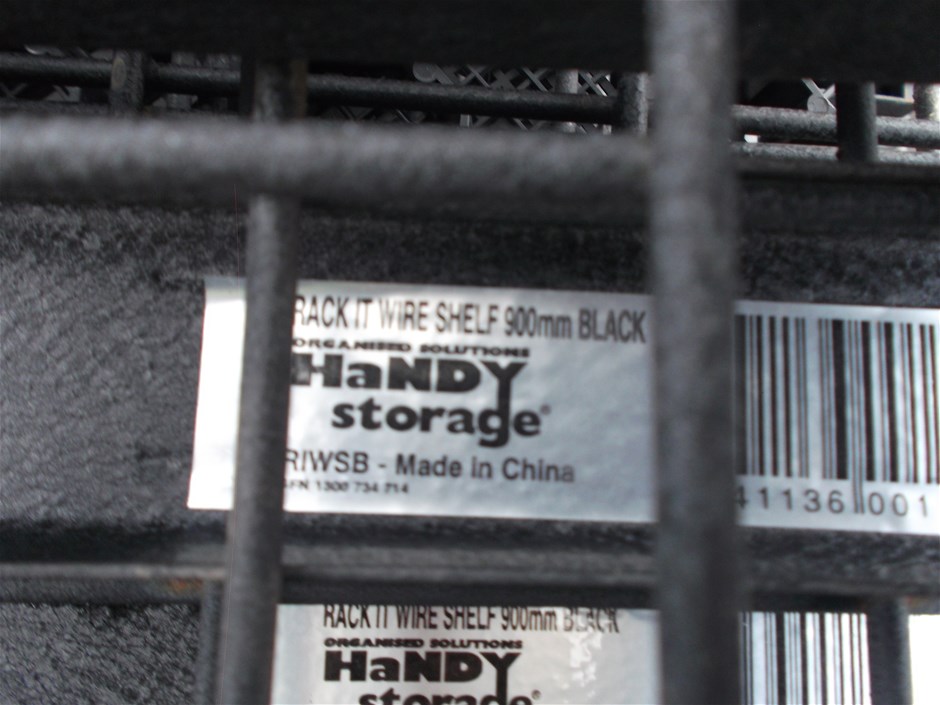 RACK IT WIRE SHELF 900mm BLACK
ORGANISED SOLUTIONS
HaNDY
storage®
RIWSB - Made in China
1300 734 714
41136 001
RACK IT WIRE SHELF 900mm BLACK
ORGANISED SOLUTIONS
HaNDY
storage®